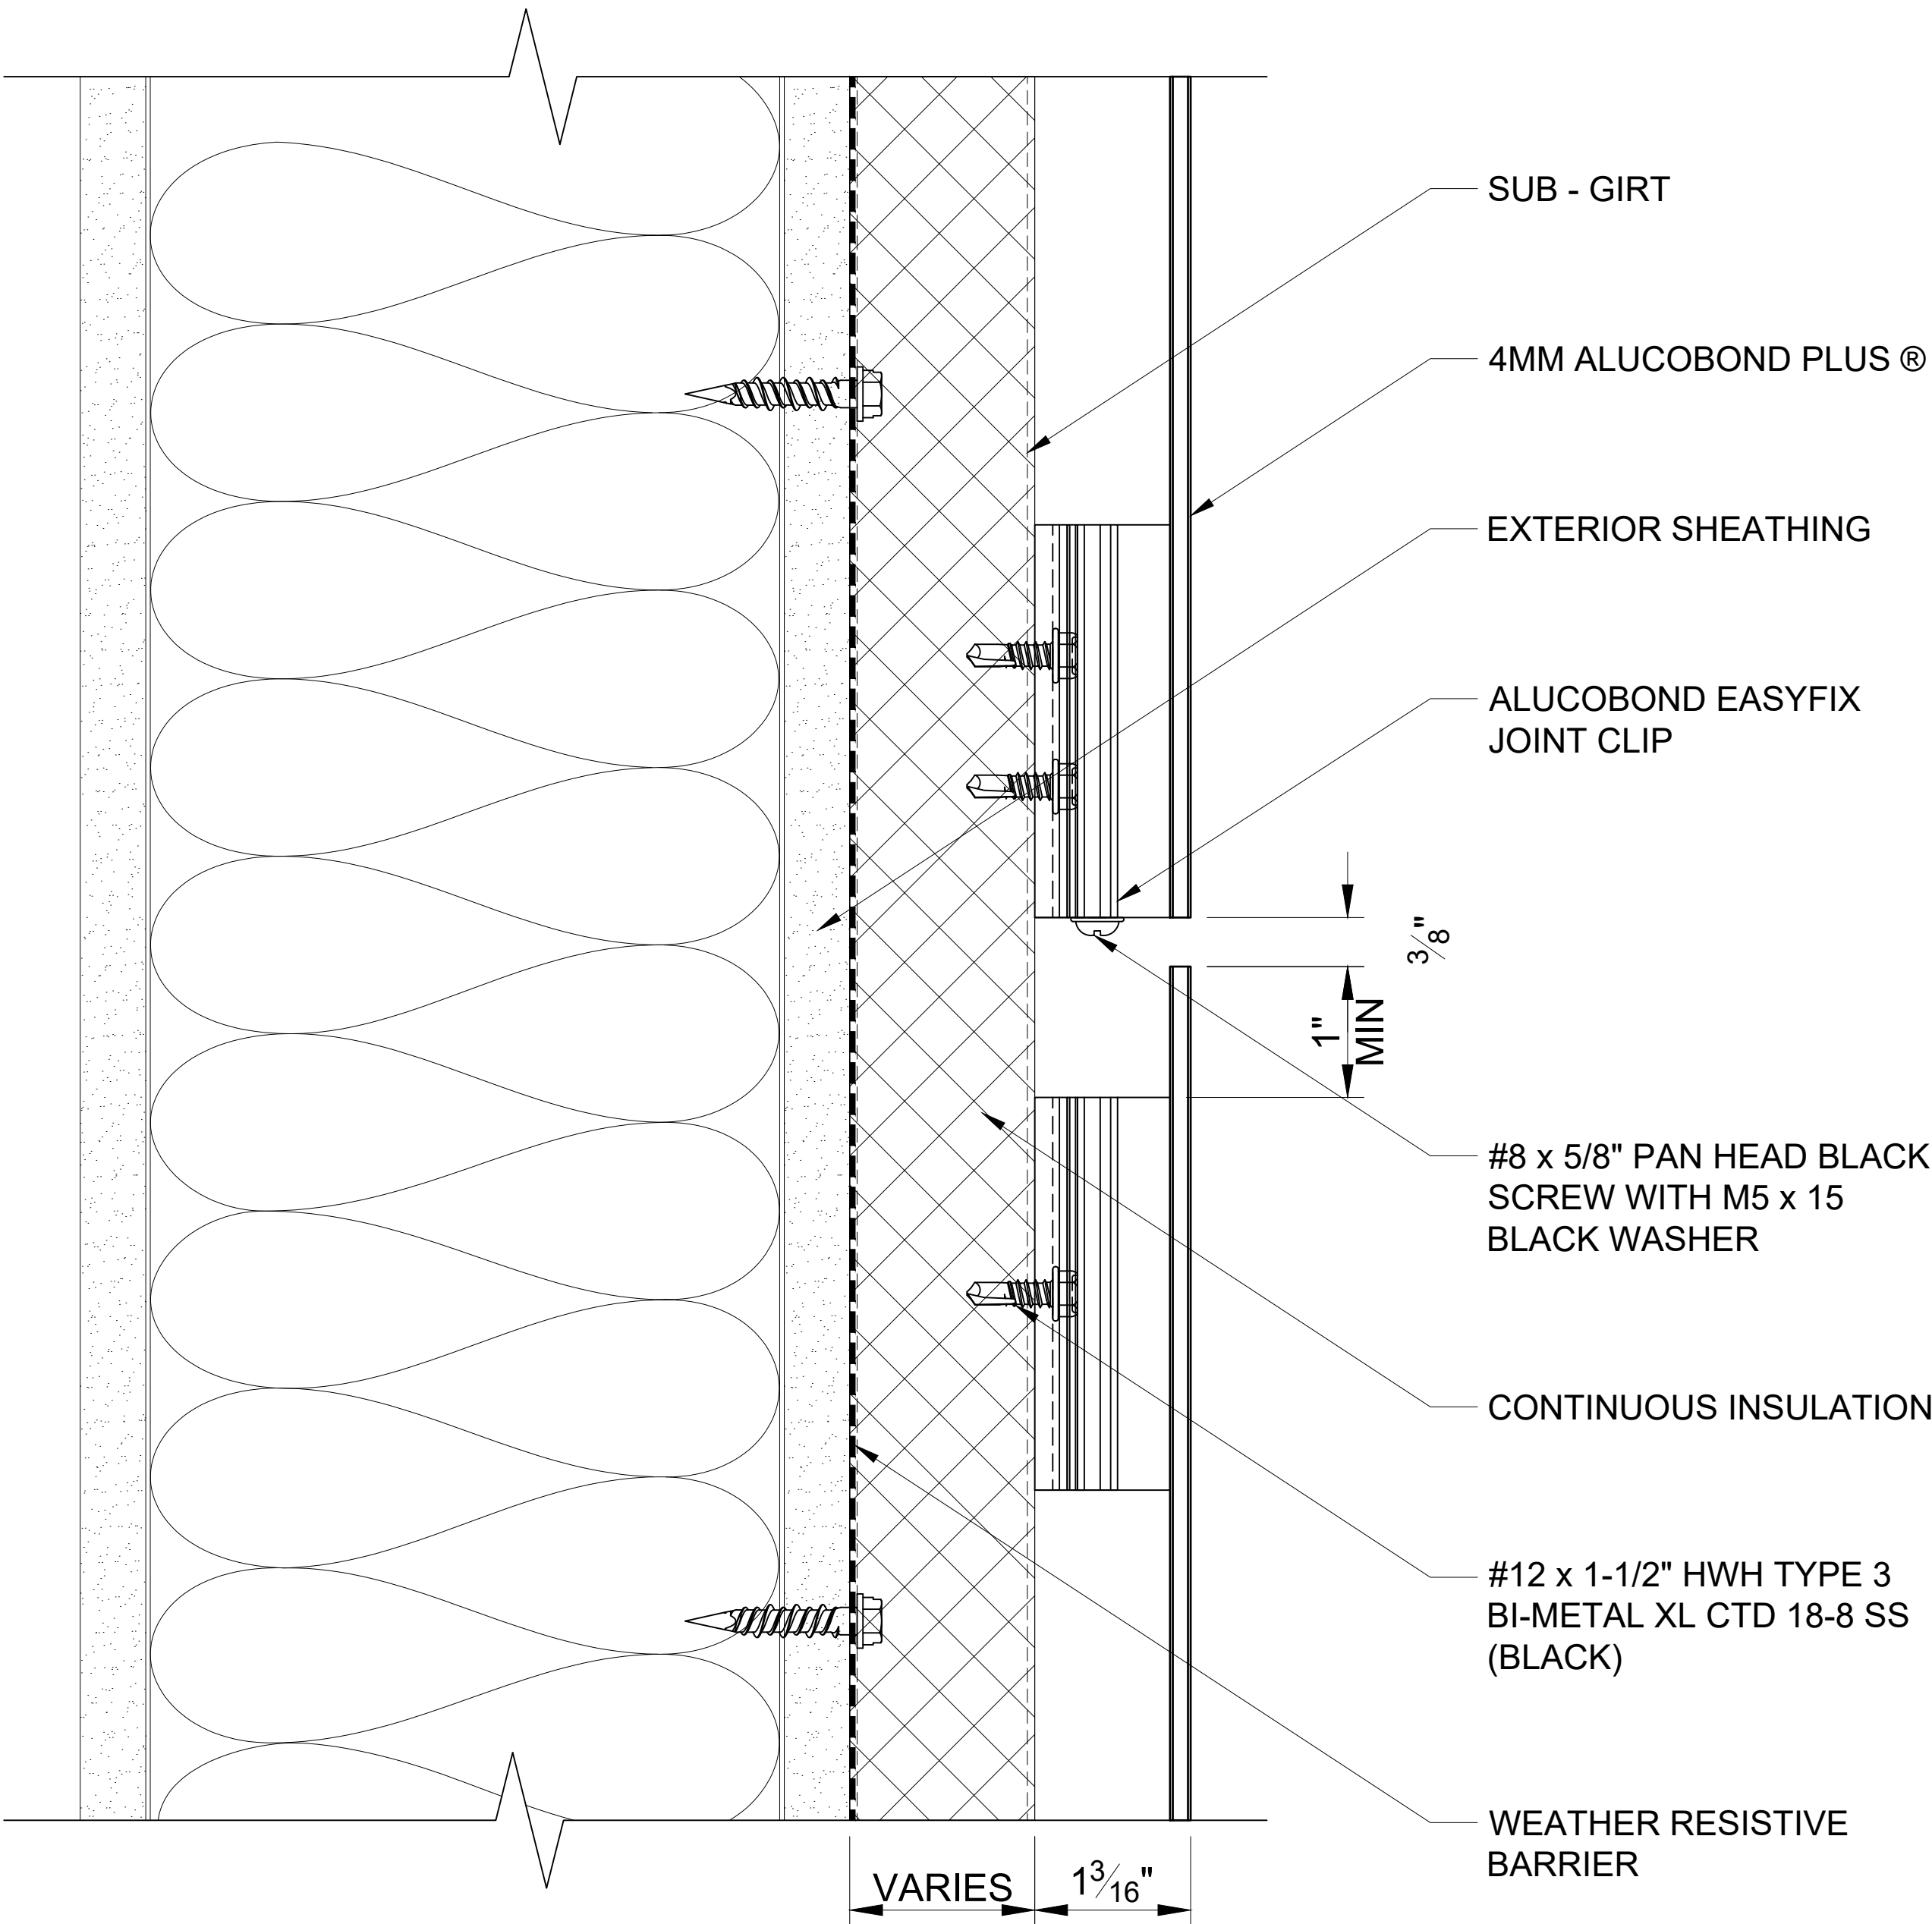 SUB - GIRT
4MM ALUCOBOND PLUS ®
EXTERIOR SHEATHING
ALUCOBOND EASYFIX
JOINT CLIP
3/8"
1"
MIN
#8 x 5/8" PAN HEAD BLACK
SCREW WITH M5 x 15
BLACK WASHER
CONTINUOUS INSULATION
#12 x 1-1/2" HWH TYPE 3
BI-METAL XL CTD 18-8 SS
(BLACK)
WEATHER RESISTIVE
BARRIER
VARIES
1 3/16"